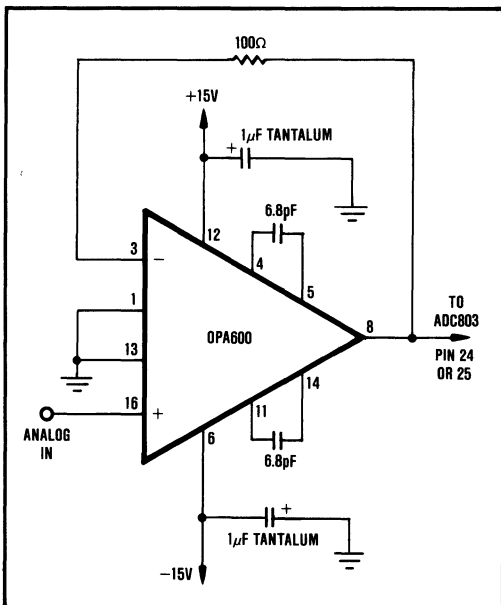 100Ω
+15V
+
1μF TANTALUM
6.8pF
12
4
3
−
5
1
OPA600
8
TO
ADC803
PIN 24
OR 25
13
14
16
+
11
ANALOG
IN
6
6.8pF
+
1μF TANTALUM
−15V